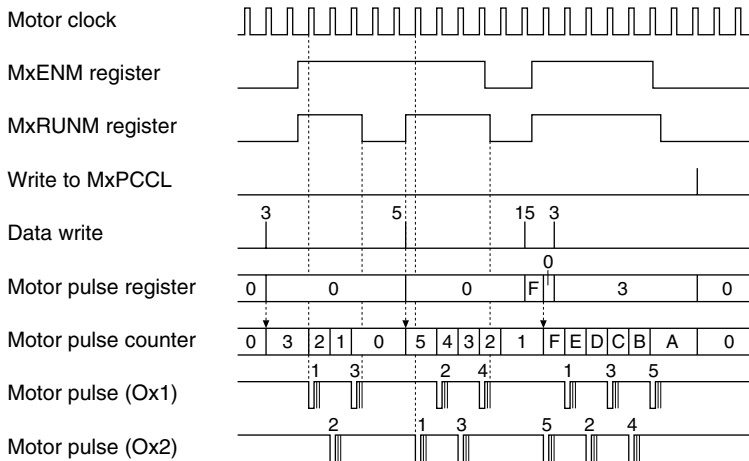 Motor clock
MxENM register
MxRUNM register
Write to MxPCCL
3 5 15 3
Data write
0
Motor pulse register 0 0 0 F 3 0
Motor pulse counter 0 3 2 1 0 5 4 3 2 1 F E D C B A 0
1 3 2 4 1 3 5
Motor pulse (Ox1)
2 1 3 5 2 4
Motor pulse (Ox2)